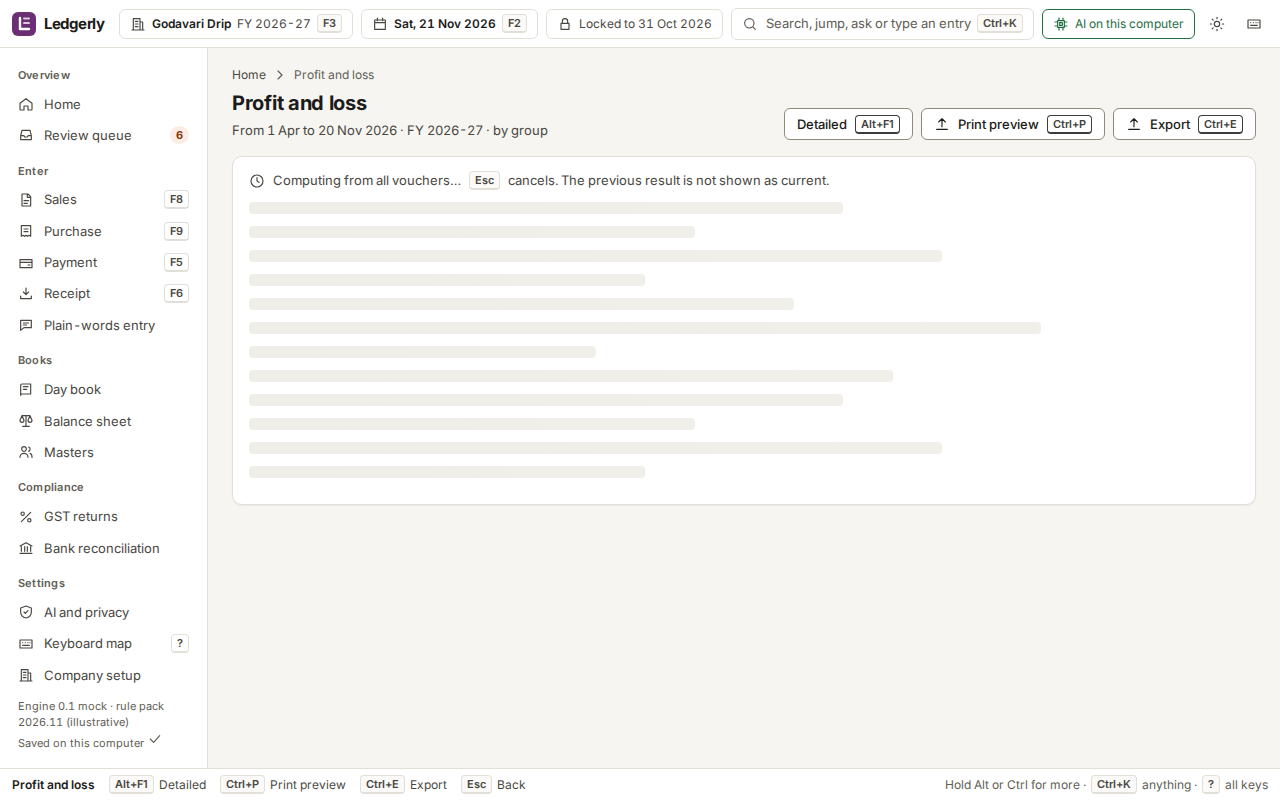 Ledgerly
Godavari Drip FY 2026-27 F3
Sat, 21 Nov 2026 F2
Locked to 31 Oct 2026
Search, jump, ask or type an entry Ctrl+K
AI on this computer
Overview
Home
Review queue 6
Enter
Sales F8
Purchase F9
Payment F5
Receipt F6
Plain-words entry
Books
Day book
Balance sheet
Masters
Compliance
GST returns
Bank reconciliation
Settings
AI and privacy
Keyboard map ?
Company setup
Engine 0.1 mock · rule pack
2026.11 (illustrative)
Saved on this computer
Home > Profit and loss
Profit and loss
From 1 Apr to 20 Nov 2026 · FY 2026-27 · by group
Detailed Alt+F1
Print preview Ctrl+P
Export Ctrl+E
Computing from all vouchers... Esc cancels. The previous result is not shown as current.
Profit and loss Alt+F1 Detailed Ctrl+P Print preview Ctrl+E Export Esc Back
Hold Alt or Ctrl for more · Ctrl+K anything · ? all keys